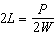 2L = P/2W